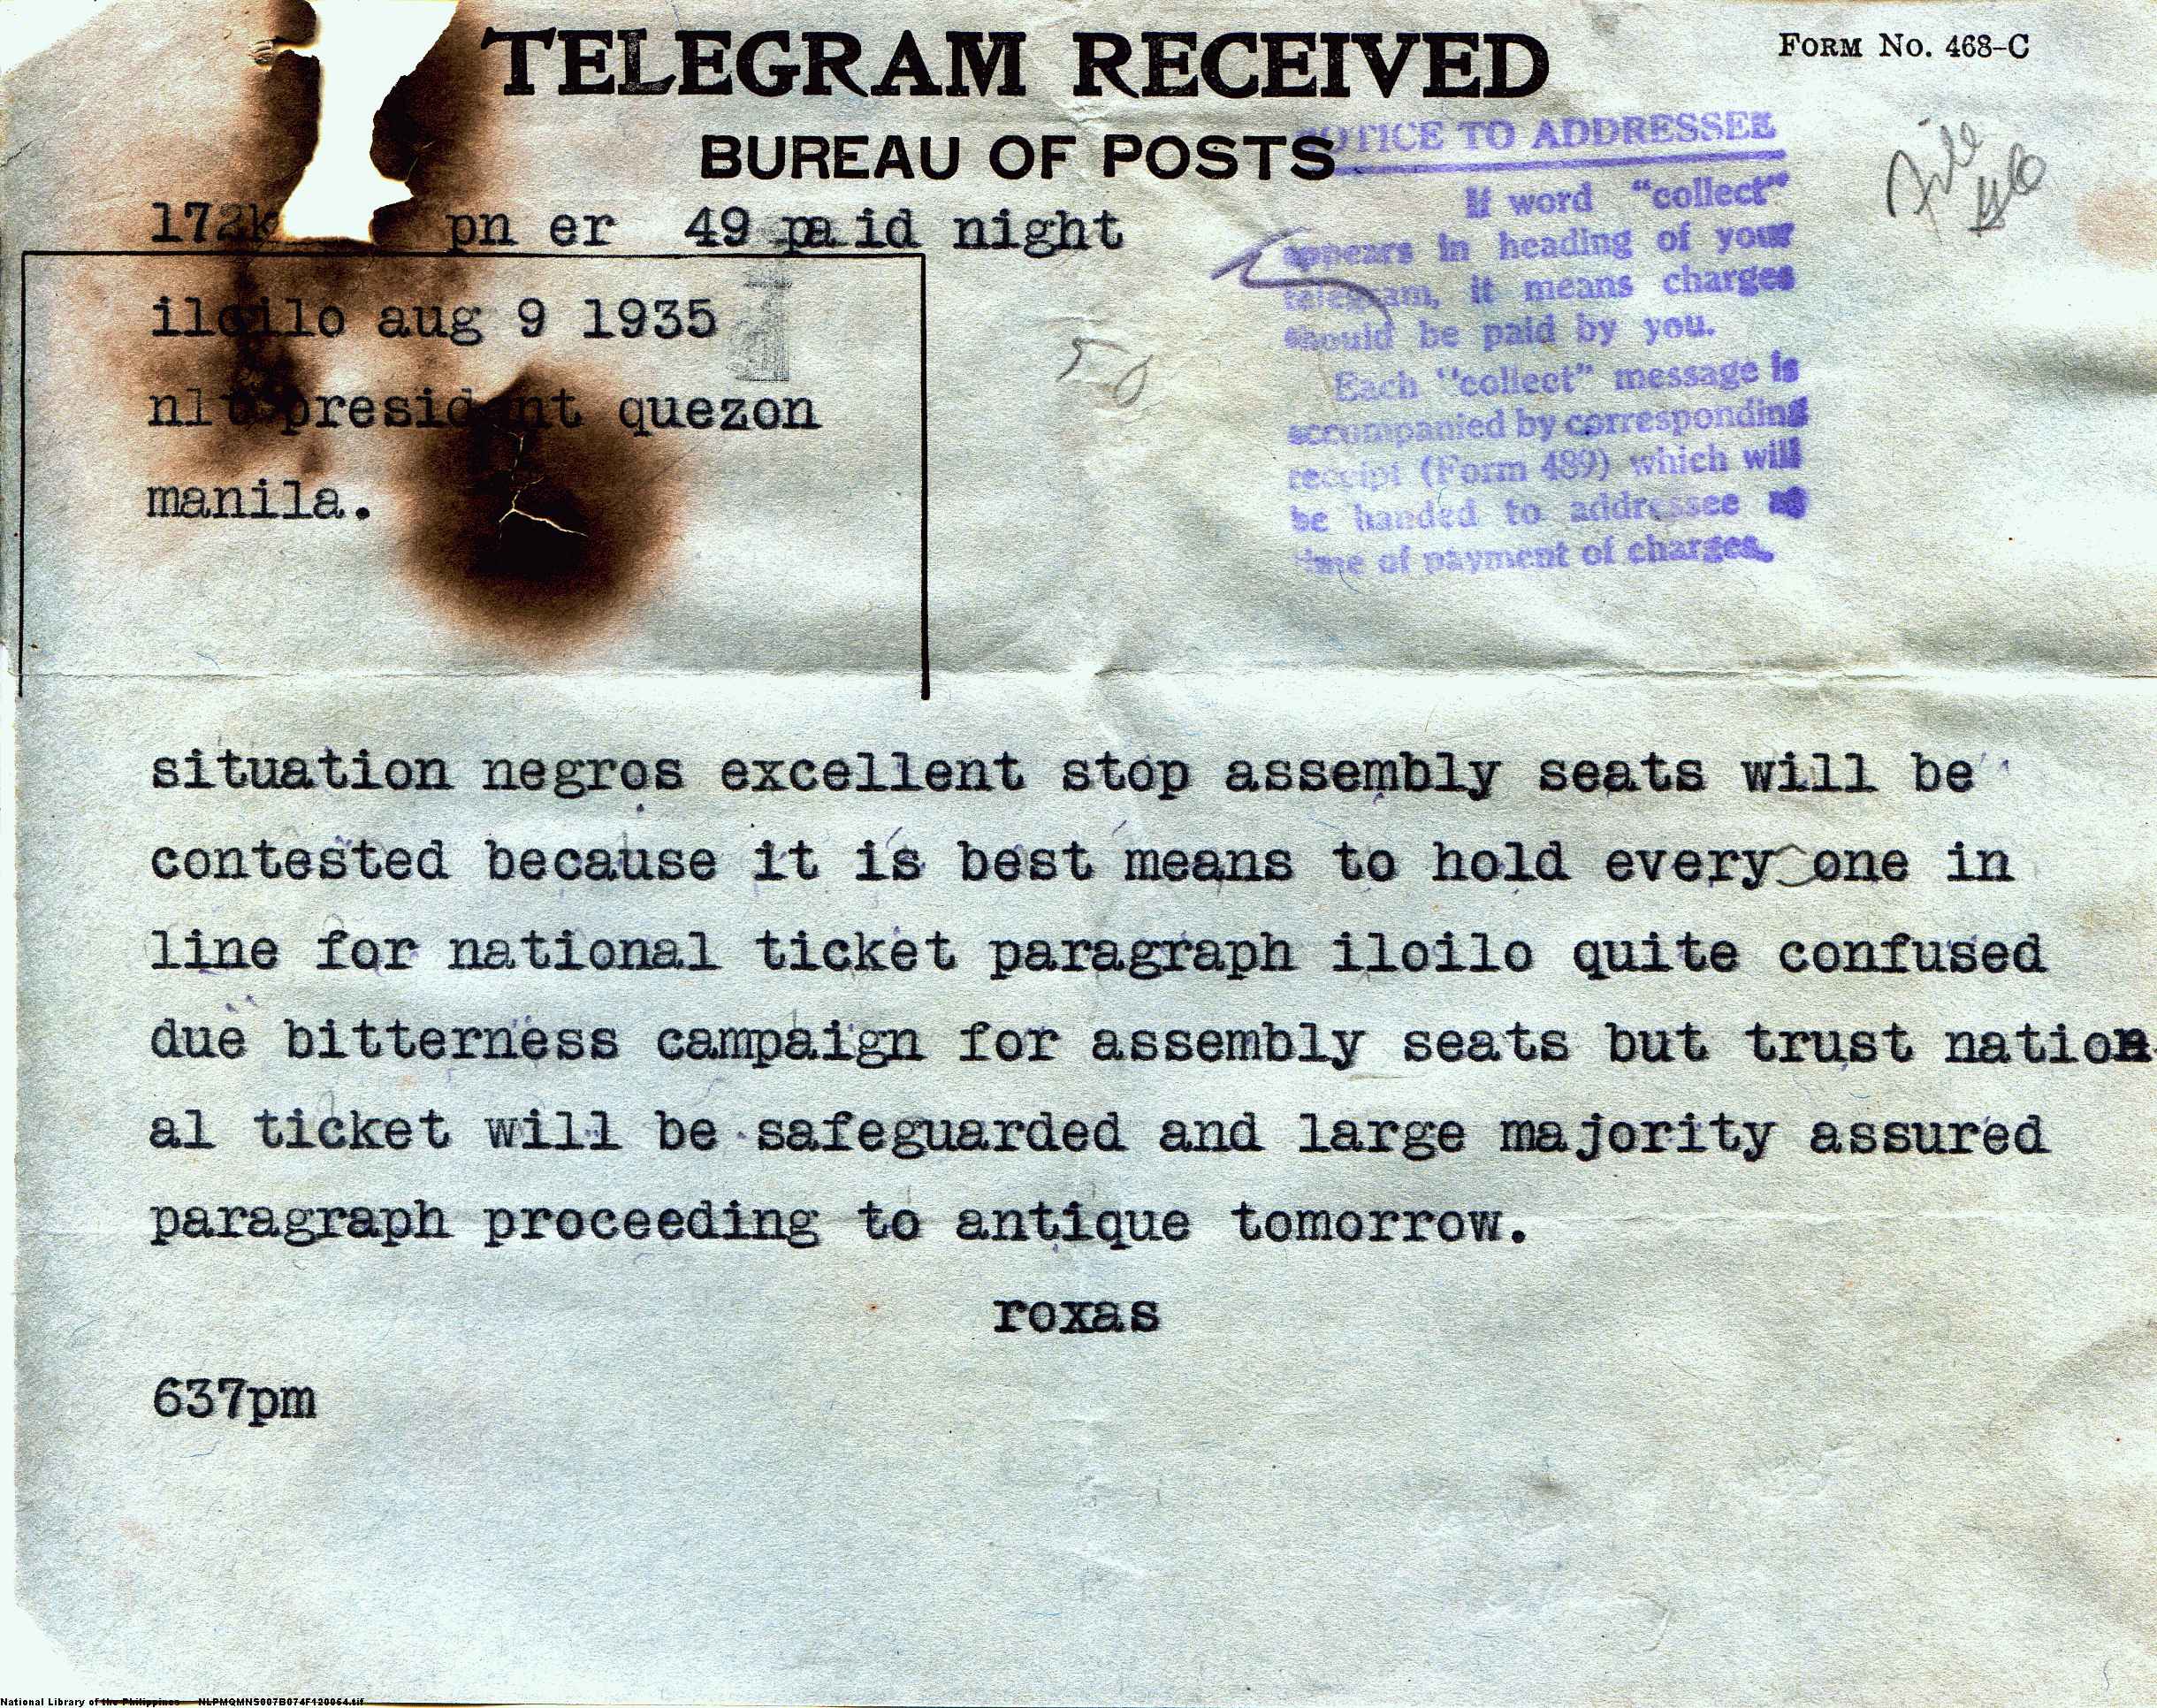 TELEGRAM RECEIVED
FORM No. 468-C
BUREAU OF POSTS
NOTICE TO ADDRESSEE
If word "collect"
appears in heading of your
telegram, it means charges
should be paid by you.
Each "collect" message is
accompanied by corresponding
receipt (Form 489) which will
be handed to addressee at
time of payment of charges.
File
172k pn er 49 paid night
iloilo aug 9 1935
nlt president quezon
manila.
situation negros excellent stop assembly seats will be
contested because it is best means to hold every one in
line for national ticket paragraph iloilo quite confused
due bitterness campaign for assembly seats but trust nation
al ticket will be safeguarded and large majority assured
paragraph proceeding to antique tomorrow.
roxas
637pm
National Library of the Philippines NLPMQMNS007B074F120054.tif